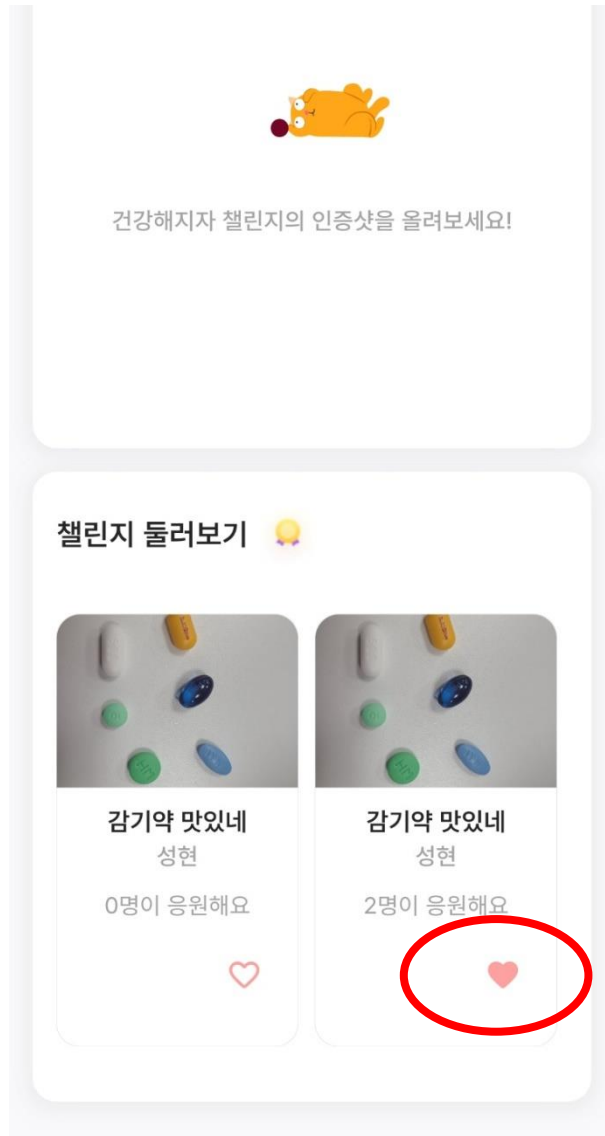 건강해지자 챌린지의 인증샷을 올려보세요!
챌린지 둘러보기
감기약 맛있네
성현
0명이 응원해요
감기약 맛있네
성현
2명이 응원해요